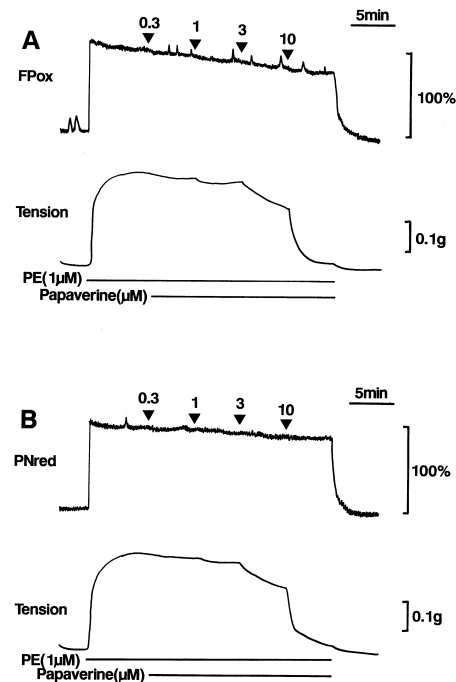 A
5min
0.3 1 3 10
FPox
100%
Tension
0.1g
PE(1μM)
Papaverine(μM)
B
5min
0.3 1 3 10
PNred
100%
Tension
0.1g
PE(1μM)
Papaverine(μM)